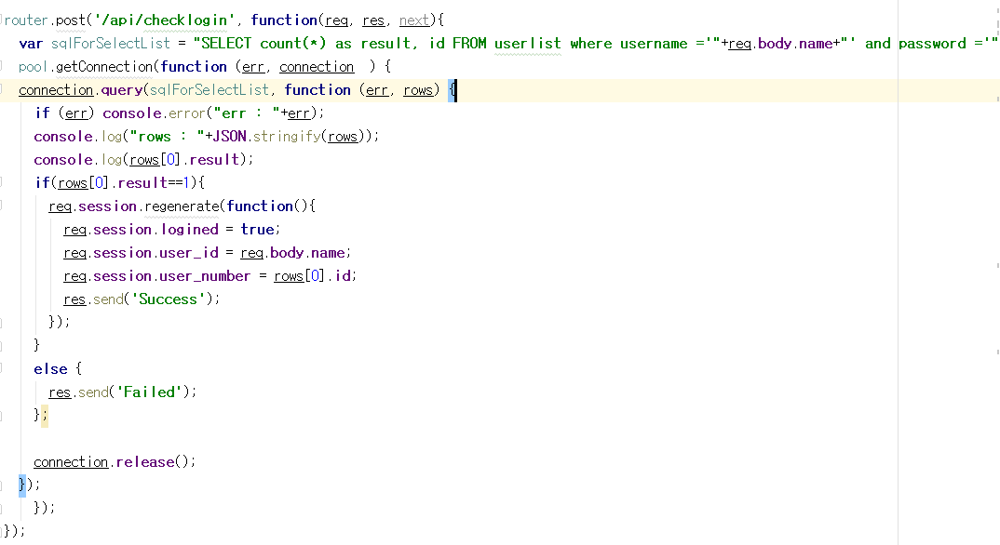 router.post('/api/checklogin', function(req, res, next){
var sqlForSelectList = "SELECT count(*) as result, id FROM userlist where username ='"+req.body.name+"' and password ='"
pool.getConnection(function (err, connection  ) {
connection.query(sqlForSelectList, function (err, rows) {
if (err) console.error("err : "+err);
console.log("rows : "+JSON.stringify(rows));
console.log(rows[0].result);
if(rows[0].result==1){
req.session.regenerate(function(){
req.session.logined = true;
req.session.user_id = req.body.name;
req.session.user_number = rows[0].id;
res.send('Success');
});
}
else {
res.send('Failed');
};
connection.release();
});
});
});